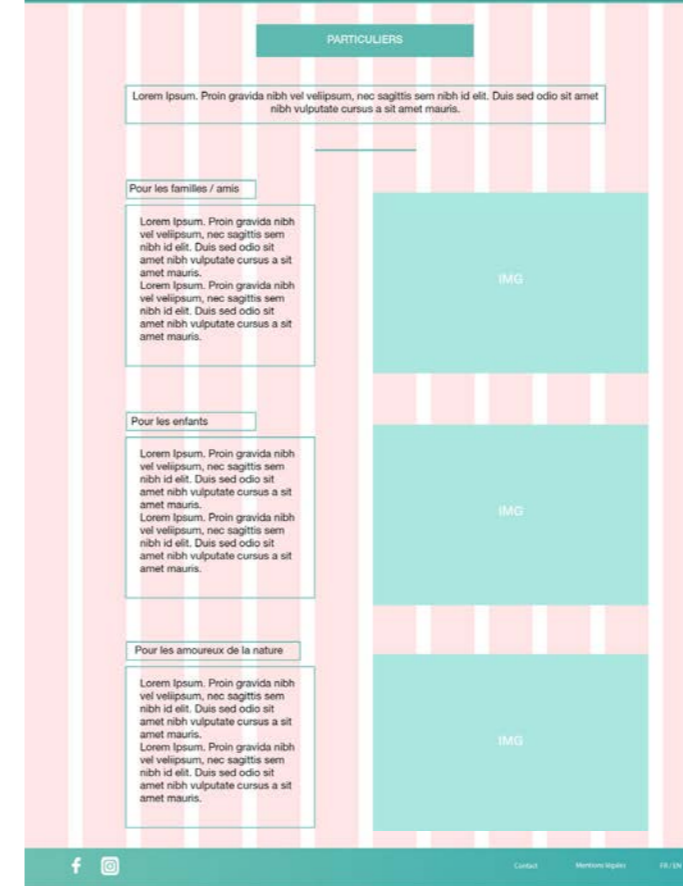 PARTICULIERS
Lorem Ipsum. Proin gravida nibh vel veliipsum, nec sagittis sem nibh id elit. Duis sed odio sit amet
nibh vulputate cursus a sit amet mauris.
Pour les familles / amis
Lorem Ipsum. Proin gravida nibh
vel veliipsum, nec sagittis sem
nibh id elit. Duis sed odio sit
amet nibh vulputate cursus a sit
amet mauris.
Lorem Ipsum. Proin gravida nibh
vel veliipsum, nec sagittis sem
nibh id elit. Duis sed odio sit
amet nibh vulputate cursus a sit
amet mauris.
IMG
Pour les enfants
Lorem Ipsum. Proin gravida nibh
vel veliipsum, nec sagittis sem
nibh id elit. Duis sed odio sit
amet nibh vulputate cursus a sit
amet mauris.
Lorem Ipsum. Proin gravida nibh
vel veliipsum, nec sagittis sem
nibh id elit. Duis sed odio sit
amet nibh vulputate cursus a sit
amet mauris.
IMG
Pour les amoureux de la nature
Lorem Ipsum. Proin gravida nibh
vel veliipsum, nec sagittis sem
nibh id elit. Duis sed odio sit
amet nibh vulputate cursus a sit
amet mauris.
Lorem Ipsum. Proin gravida nibh
vel veliipsum, nec sagittis sem
nibh id elit. Duis sed odio sit
amet nibh vulputate cursus a sit
amet mauris.
IMG
Contact Mentions légales FR / EN